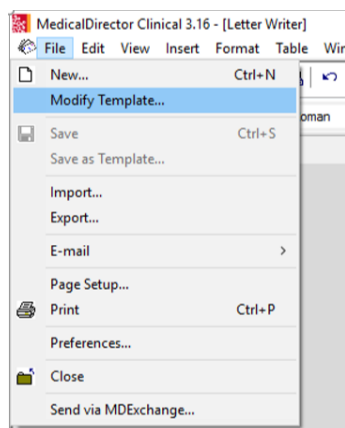 MedicalDirector Clinical 3.16 - [Letter Writer]
File Edit View Insert Format Table
New... Ctrl+N
Modify Template...
oman
Save Ctrl+S
Save as Template...
Import...
Export...
E-mail >
Page Setup...
Print Ctrl+P
Preferences...
Close
Send via MDExchange...